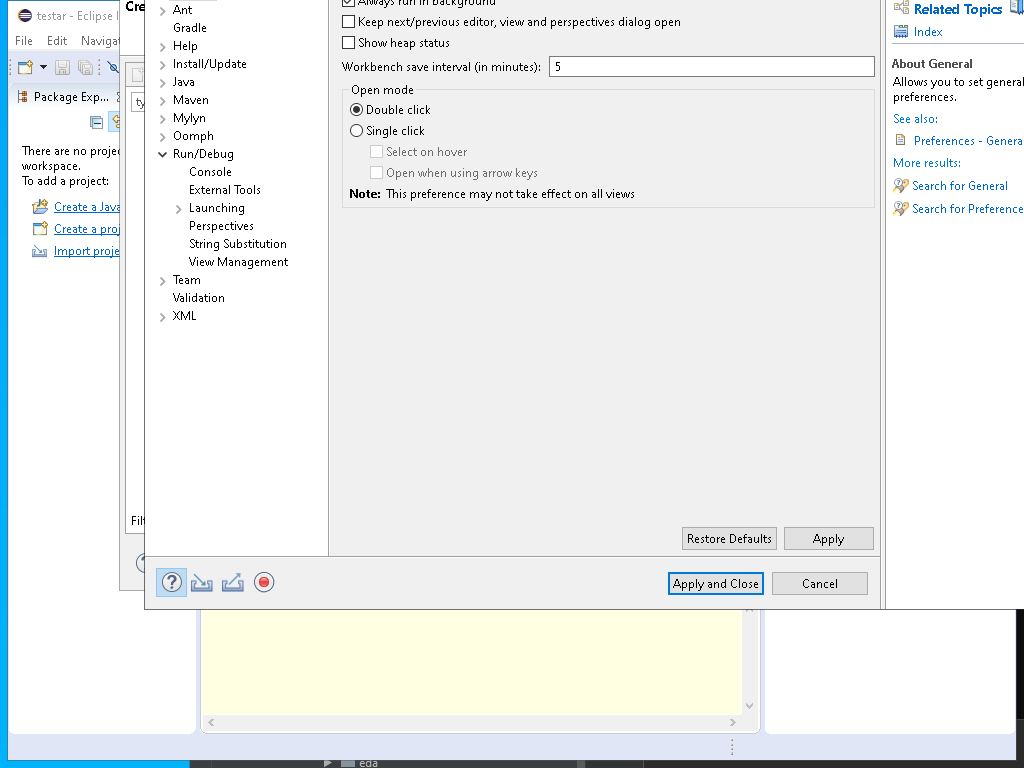 testar - Eclipse I
File Edit Navigat
Package Exp...
There are no projec
workspace.
To add a project:
Create a Java
Create a proj
Import proje
Cre
ty
Filt
Ant
Gradle
Help
Install/Update
Java
Maven
Mylyn
Oomph
Run/Debug
Console
External Tools
Launching
Perspectives
String Substitution
View Management
Team
Validation
XML
Always run in background
Keep next/previous editor, view and perspectives dialog open
Show heap status
Workbench save interval (in minutes): 5
Open mode
Double click
Single click
Select on hover
Open when using arrow keys
Note: This preference may not take effect on all views
Restore Defaults Apply
Apply and Close Cancel
Related Topics
Index
About General
Allows you to set general
preferences.
See also:
Preferences - Genera
More results:
Search for General
Search for Preference
eda